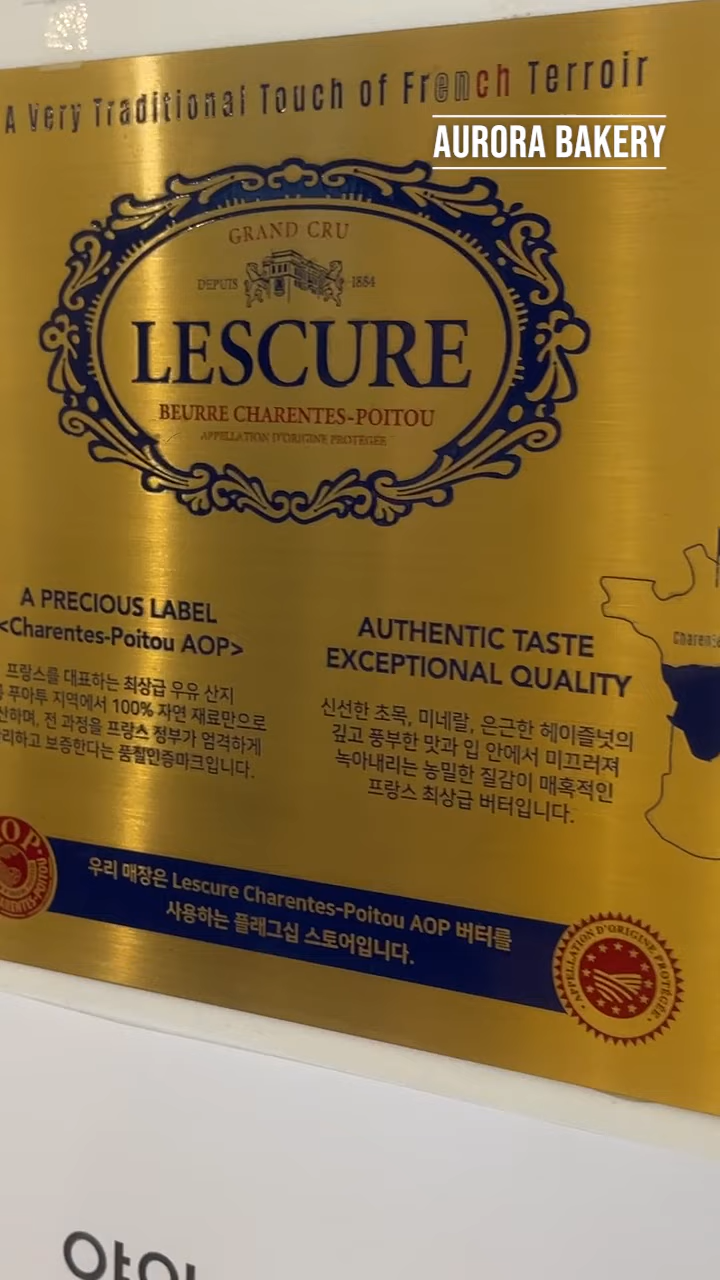 A Very Traditional Touch of French Terroir
AURORA BAKERY
GRAND CRU
DEPUIS 1884
LESCURE
BEURRE CHARENTES-POITOU
APPELLATION D'ORIGINE PROTÉGÉE
A PRECIOUS LABEL
<Charentes-Poitou AOP>
프랑스를 대표하는 최상급 우유 산지
푸아투 지역에서 100% 자연 재료만으로
전 과정을 프랑스 정부가 엄격하게
보증한다는 품질인증마크입니다.
AUTHENTIC TASTE
EXCEPTIONAL QUALITY
신선한 초목, 미네랄, 은근한 헤이즐넛의
깊고 풍부한 맛과 입 안에서 미끄러져
녹아내리는 농밀한 질감이 매혹적인
프랑스 최상급 버터입니다.
우리 매장은 Lescure Charentes-Poitou AOP 버터를
사용하는 플래그십 스토어입니다.
APPELLATION D'ORIGINE PROTÉGÉE